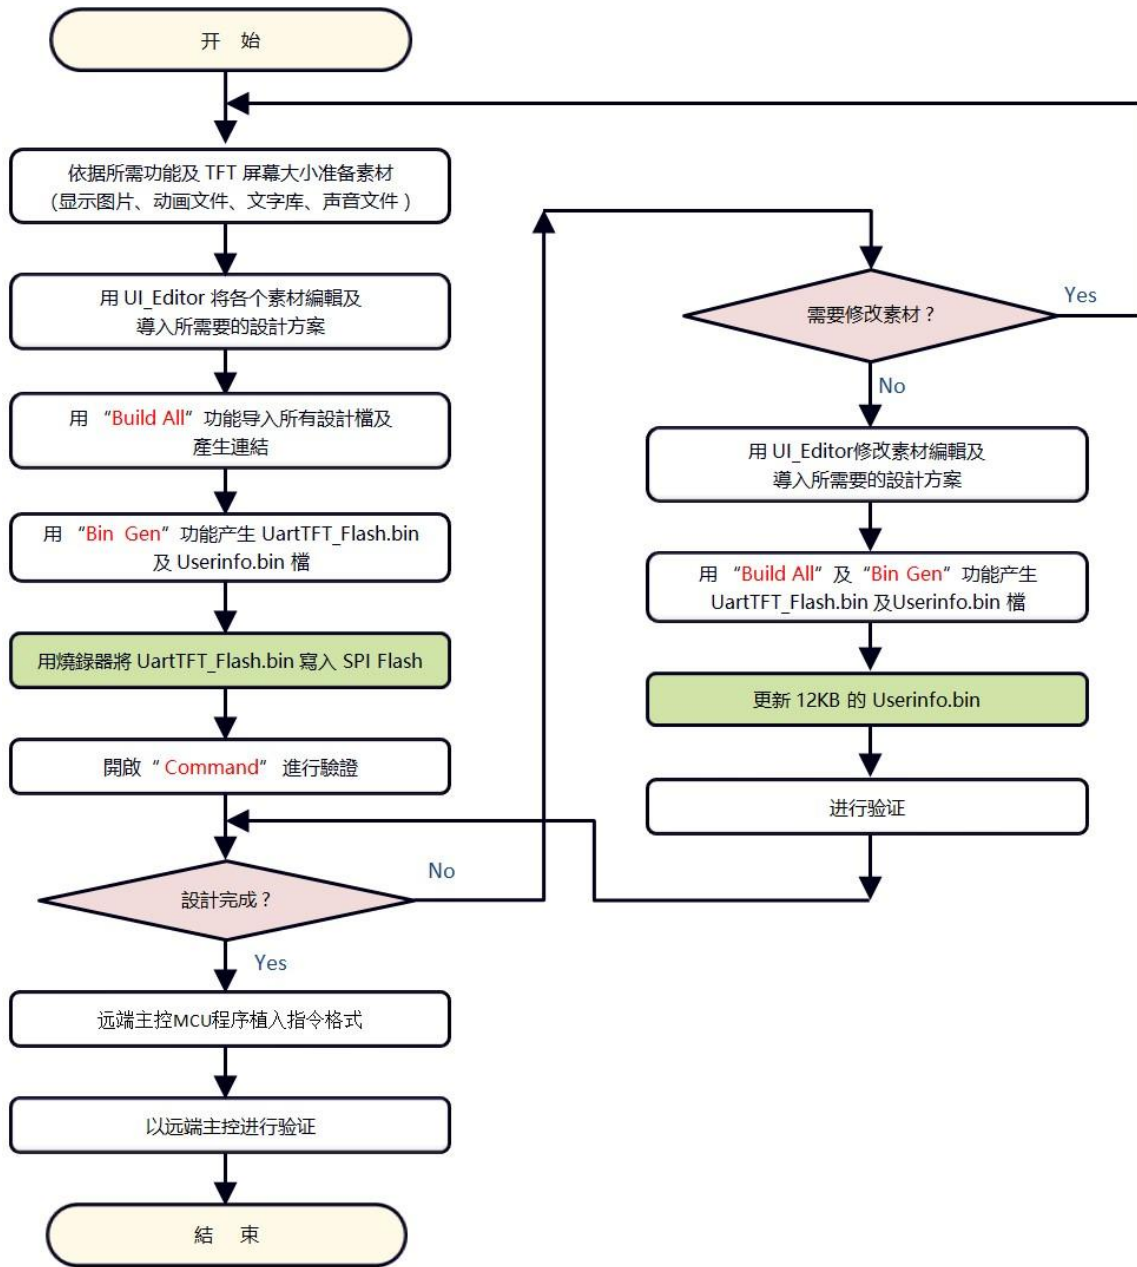 开 始
依据所需功能及 TFT 屏幕大小准备素材
(显示图片、动画文件、文字库、声音文件 )
用 UI_Editor 将各个素材編輯及
導入所需要的設計方案
用 “Build All“ 功能导入所有設計檔及
產生連結
用 “Bin Gen“ 功能产生 UartTFT_Flash.bin
及 Userinfo.bin 檔
用燒錄器將 UartTFT_Flash.bin 寫入 SPI Flash
開啟 “ Command“ 進行驗證
設計完成 ?
No
Yes
远端主控MCU程序植入指令格式
以远端主控进行验证
結 束
需要修改素材 ?
Yes
No
用 UI_Editor修改素材編輯及
導入所需要的設計方案
用 “Build All“ 及 “Bin Gen“ 功能产生
UartTFT_Flash.bin 及Userinfo.bin 檔
更新 12KB 的 Userinfo.bin
进行验证